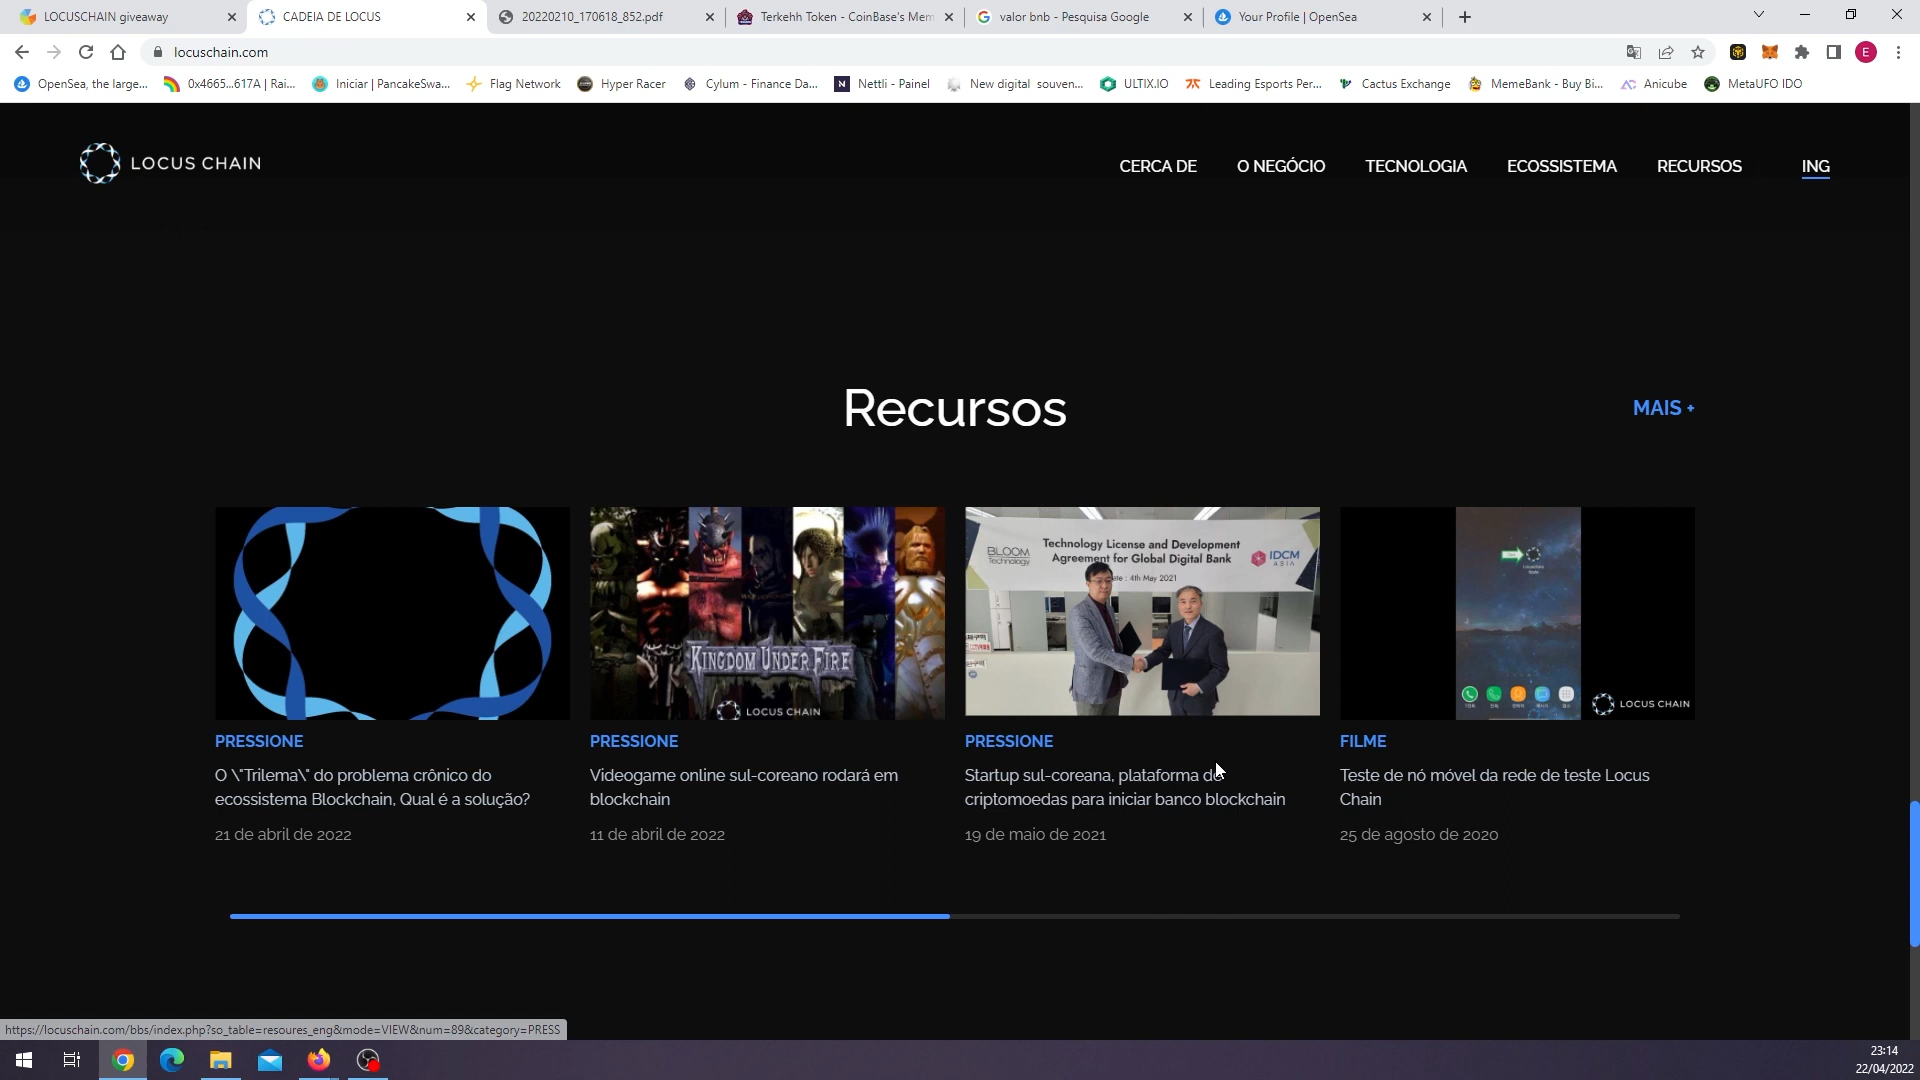 LOCUSCHAIN giveaway
CADEIA DE LOCUS
20220210_170618_852.pdf
Terkehh Token - CoinBase's Mem
valor bnb - Pesquisa Google
Your Profile | OpenSea
locuschain.com
E
OpenSea, the large...
0x4665...617A | Rai...
Iniciar | PancakeSwa...
Flag Network
Hyper Racer
Cylum - Finance Da...
N
Nettli - Painel
New digital souven...
ULTIX.IO
Leading Esports Per...
Cactus Exchange
MemeBank - Buy Bi...
Anicube
MetaUFO IDO
LOCUS CHAIN
CERCA DE
O NEGÓCIO
TECNOLOGIA
ECOSSISTEMA
RECURSOS
ING
Recursos
MAIS +
KINGDOM UNDER FIRE
LOCUS CHAIN
BLOOM
Technology
Technology License and Development
Agreement for Global Digital Bank
: 4th May 2021
IDCM
ASIA
LOCUS CHAIN
PRESSIONE
O \"Trilema\" do problema crônico do
ecossistema Blockchain, Qual é a solução?
21 de abril de 2022
PRESSIONE
Videogame online sul-coreano rodará em
blockchain
11 de abril de 2022
PRESSIONE
Startup sul-coreana, plataforma de
criptomoedas para iniciar banco blockchain
19 de maio de 2021
FILME
Teste de nó móvel da rede de teste Locus
Chain
25 de agosto de 2020
https://locuschain.com/bbs/index.php?so_table=resoures_eng&mode=VIEW&num=89&category=PRESS
23:14
22/04/2022